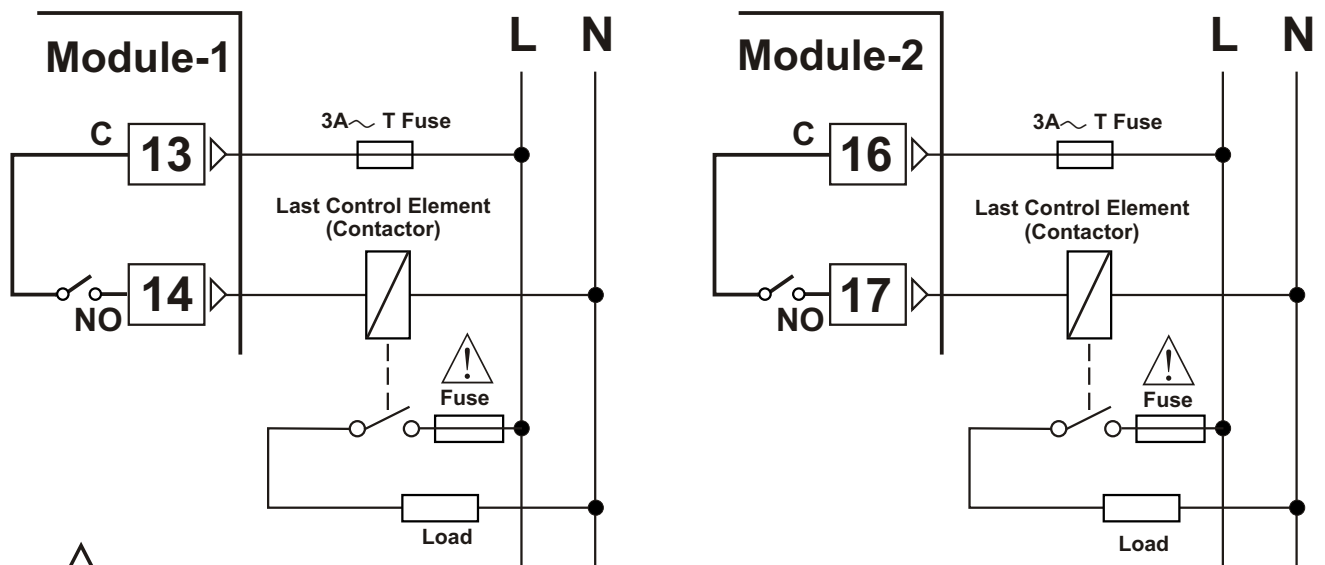 Module-1
L N
C
13
3A~ T Fuse
Last Control Element
(Contactor)
14
NO
!
Fuse
Load
Module-2
L N
C
16
3A~ T Fuse
Last Control Element
(Contactor)
17
NO
!
Fuse
Load